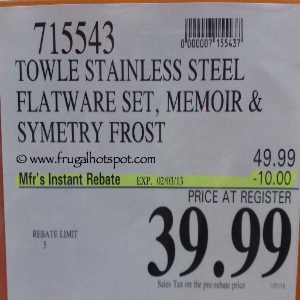 715543
0000007155437
TOWLE STAINLESS STEEL
FLATWARE SET, MEMOIR &
SYMETRY FROST
www.frugalhotspot.com
49.99
Mfr's Instant Rebate EXP. 02/03/13 -10.00
PRICE AT REGISTER
REBATE LIMIT
5
39.99
Sales Tax on the pre-rebate price